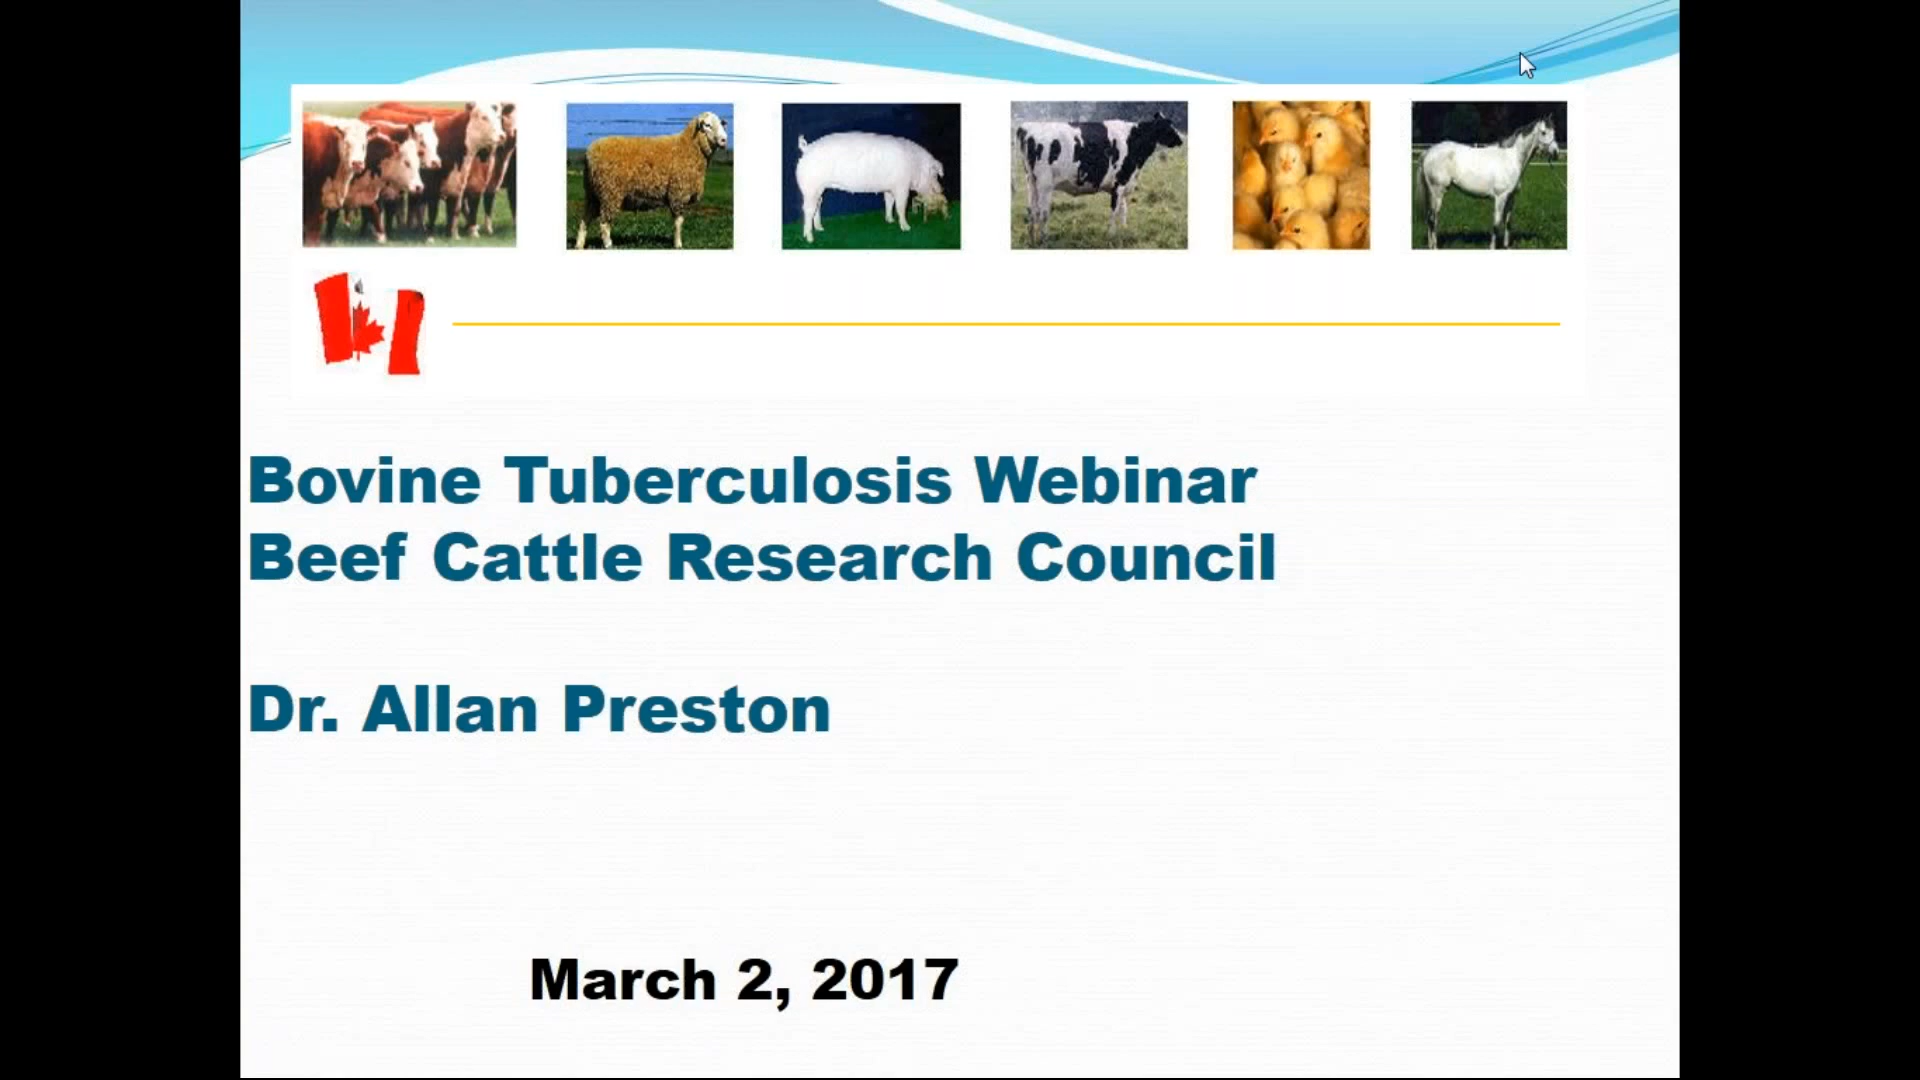 Bovine Tuberculosis Webinar
Beef Cattle Research Council
Dr. Allan Preston
March 2, 2017